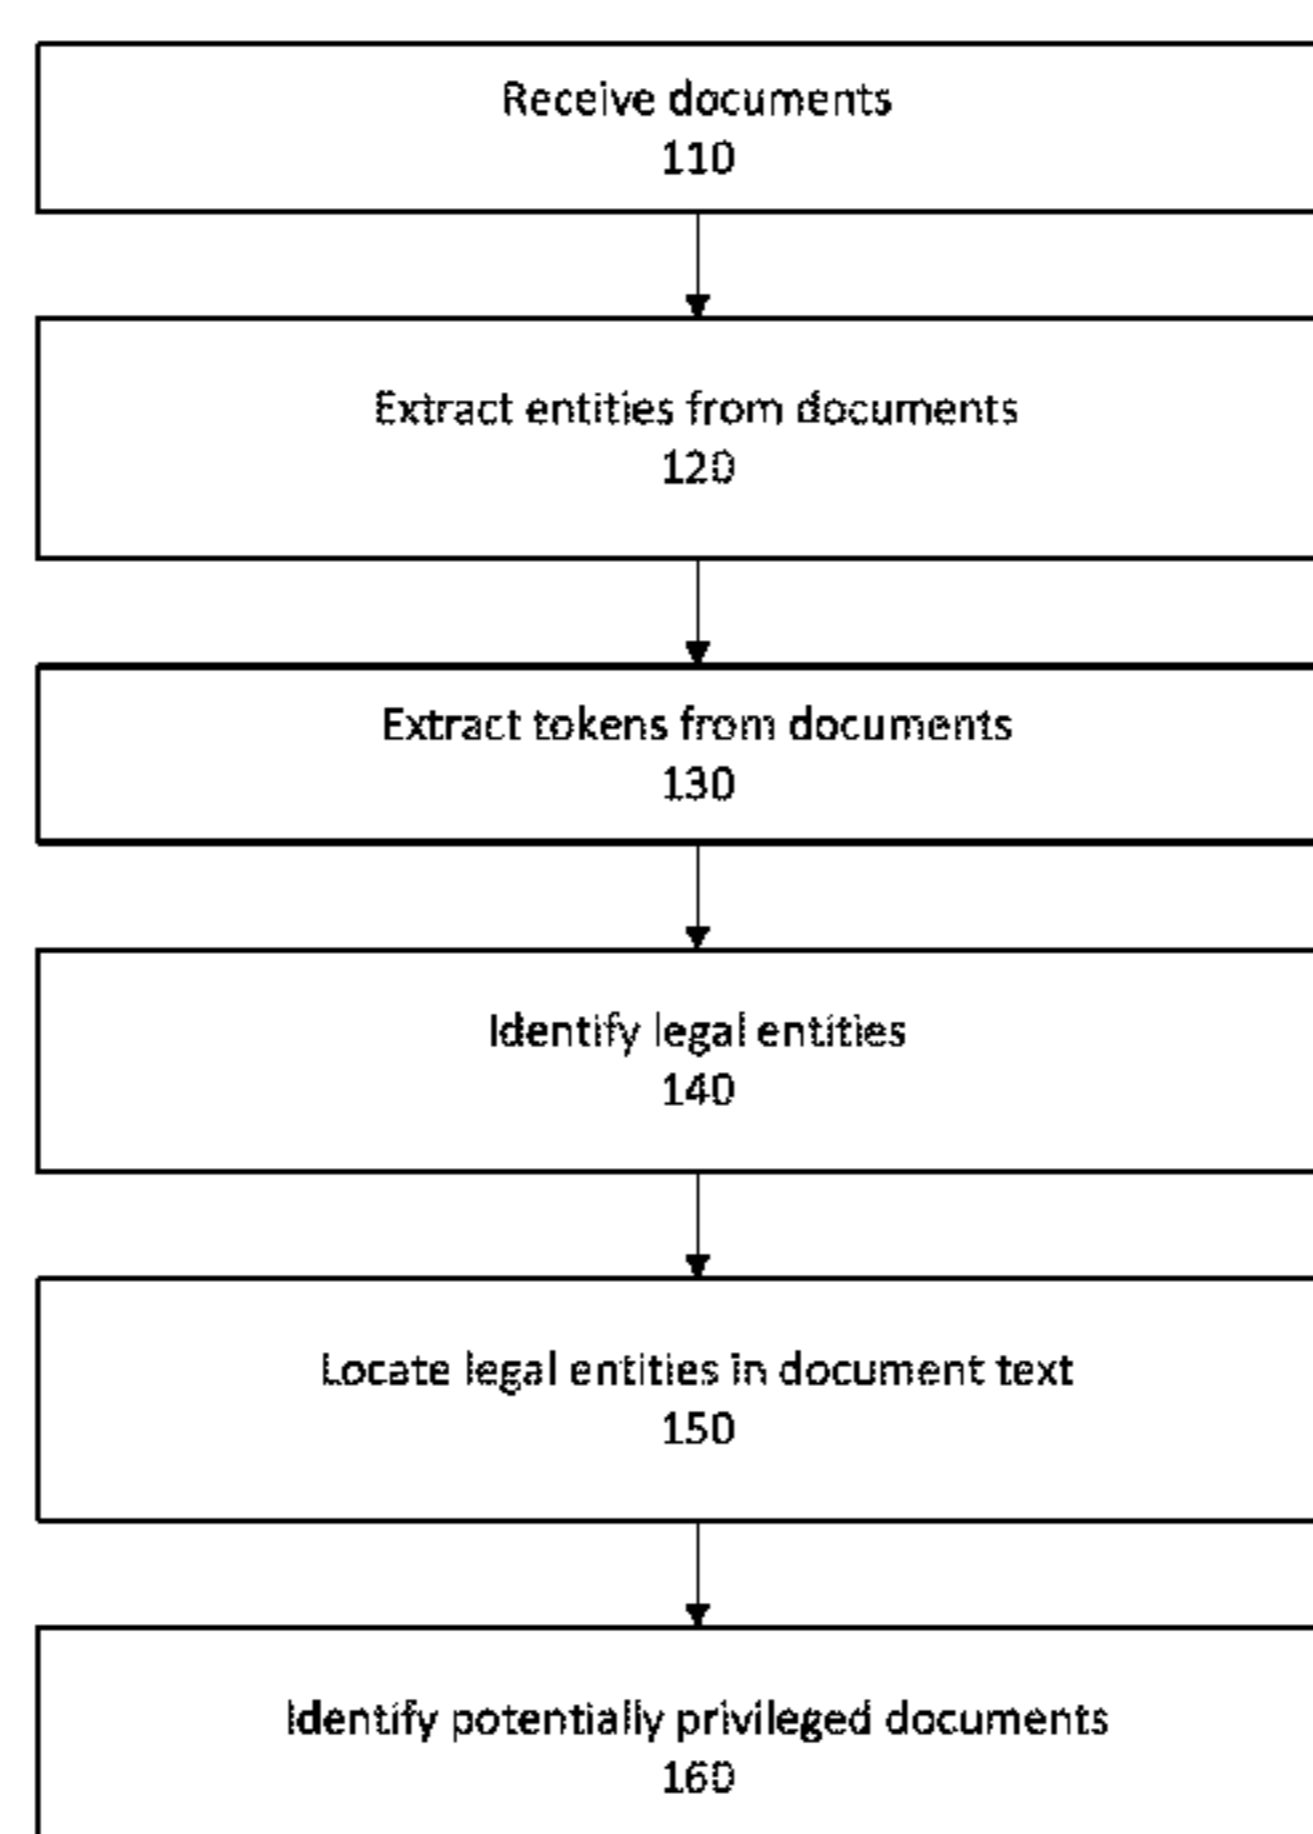 Receive documents
110
Extract entities from documents
120
Extract tokens from documents
130
Identify legal entities
140
Locate legal entities in document text
150
Identify potentially privileged documents
160